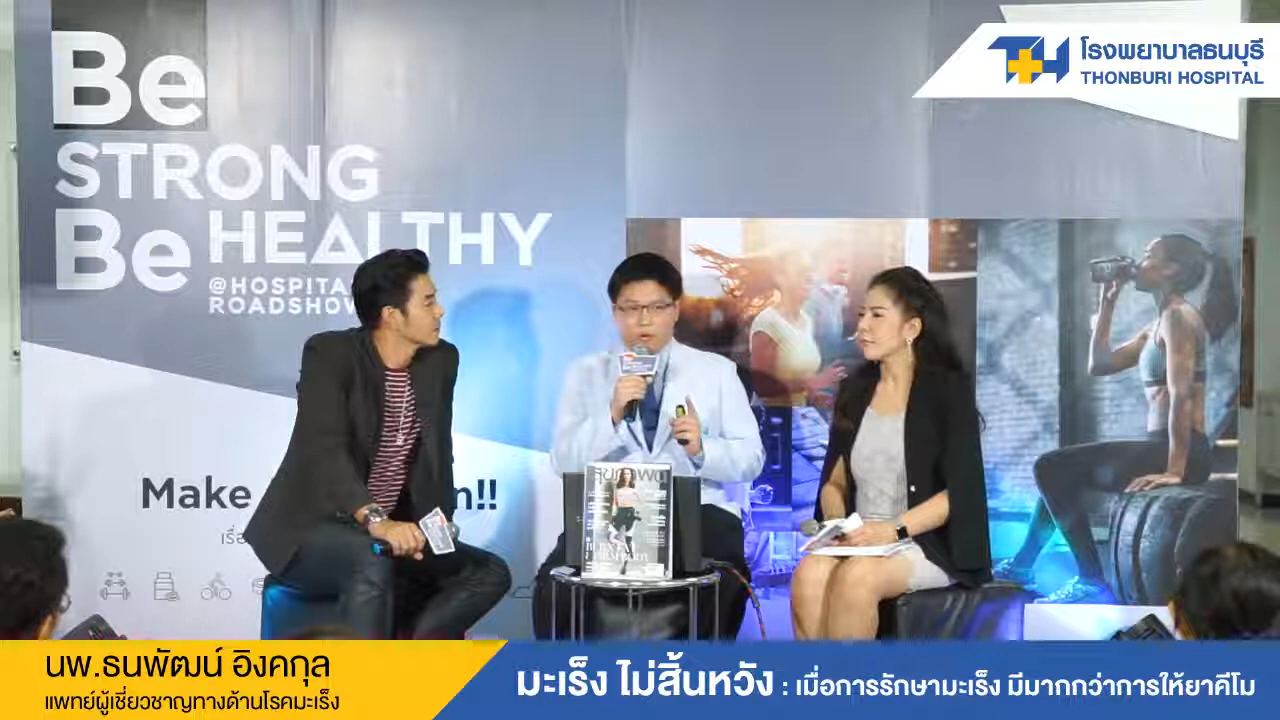 Be
STRONG
Be HEALTHY
@HOSPITAL
ROADSHOW
โรงพยาบาลธนบุรี
THONBURI HOSPITAL
Make
!!
นพ.ธนพัฒน์ อิงคกุล
แพทย์ผู้เชี่ยวชาญทางด้านโรคมะเร็ง
มะเร็ง ไม่สิ้นหวัง : เมื่อการรักษามะเร็ง มีมากกว่าการให้ยาคีโม